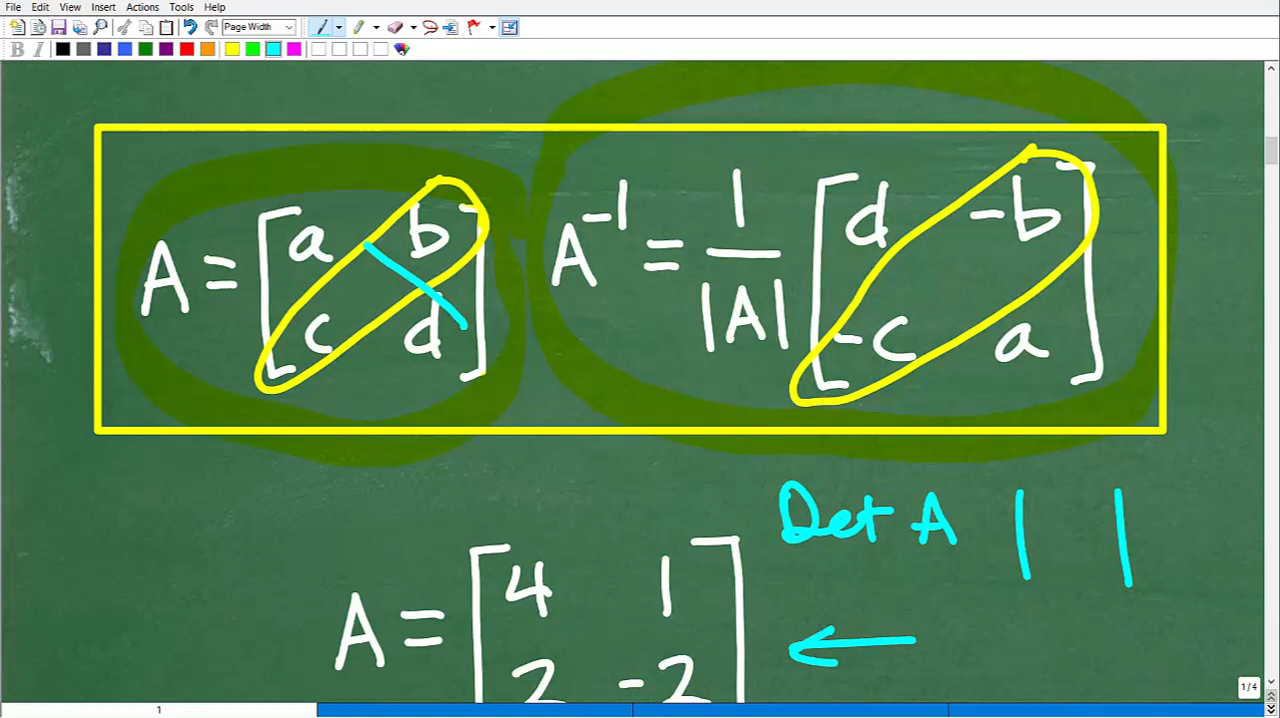 File Edit View Insert Actions Tools Help
Page Width
B I
A = [ a b
c d ]
A⁻¹ = 1/|A| [ d -b
-c a ]
Det A | |
A = [ 4 1
2 -2 ]
1/4
1